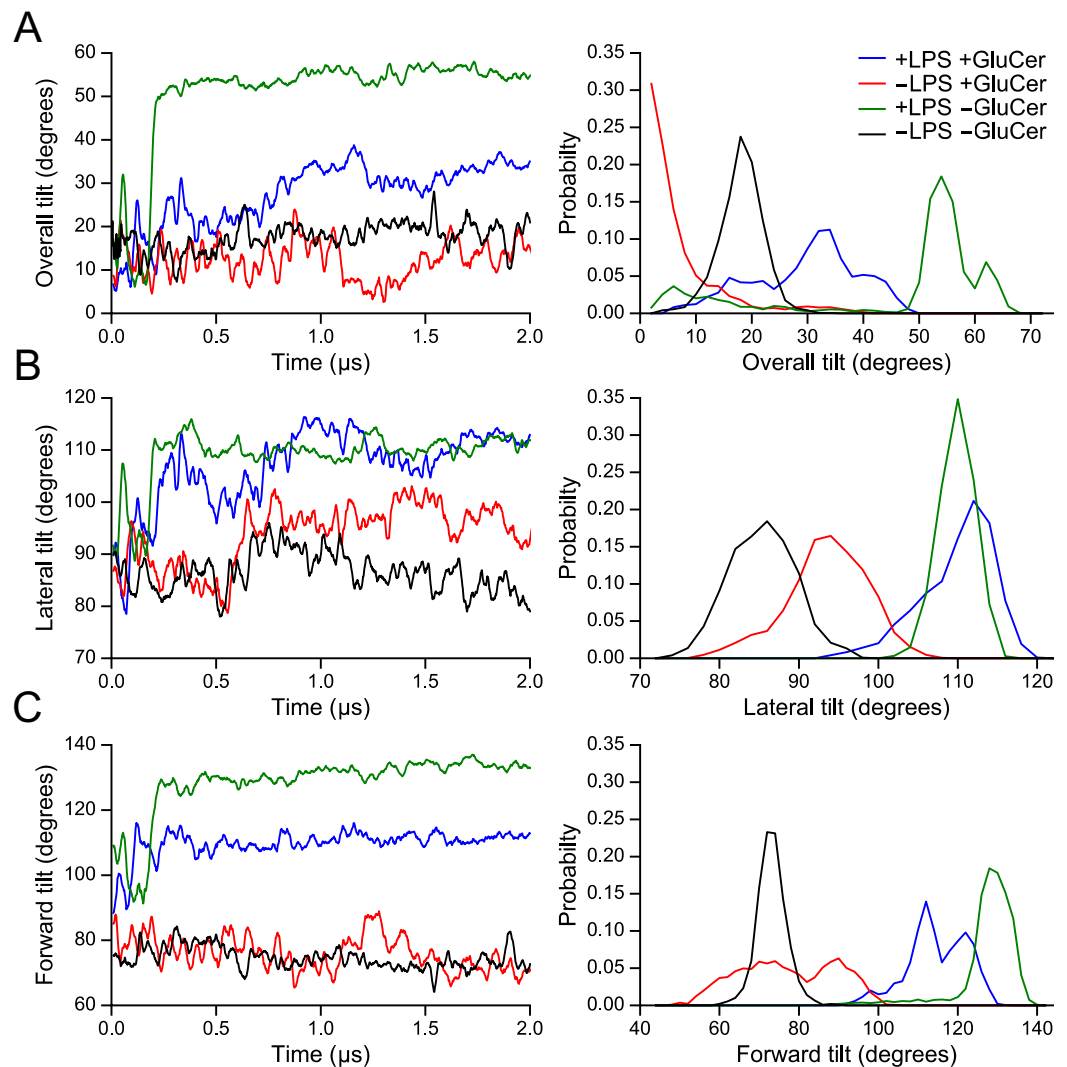 A
Overall tilt (degrees)
60
50
40
30
20
10
0
0.0 0.5 1.0 1.5 2.0
Time (µs)
Probabilty
0.35
0.30
0.25
0.20
0.15
0.10
0.05
0.00
0 10 20 30 40 50 60 70
Overall tilt (degrees)
+LPS +GluCer
−LPS +GluCer
+LPS −GluCer
−LPS −GluCer
B
Lateral tilt (degrees)
120
110
100
90
80
70
0.0 0.5 1.0 1.5 2.0
Time (µs)
Probabilty
0.35
0.30
0.25
0.20
0.15
0.10
0.05
0.00
70 80 90 100 110 120
Lateral tilt (degrees)
C
Forward tilt (degrees)
140
120
100
80
60
0.0 0.5 1.0 1.5 2.0
Time (µs)
Probabilty
0.35
0.30
0.25
0.20
0.15
0.10
0.05
0.00
40 60 80 100 120 140
Forward tilt (degrees)